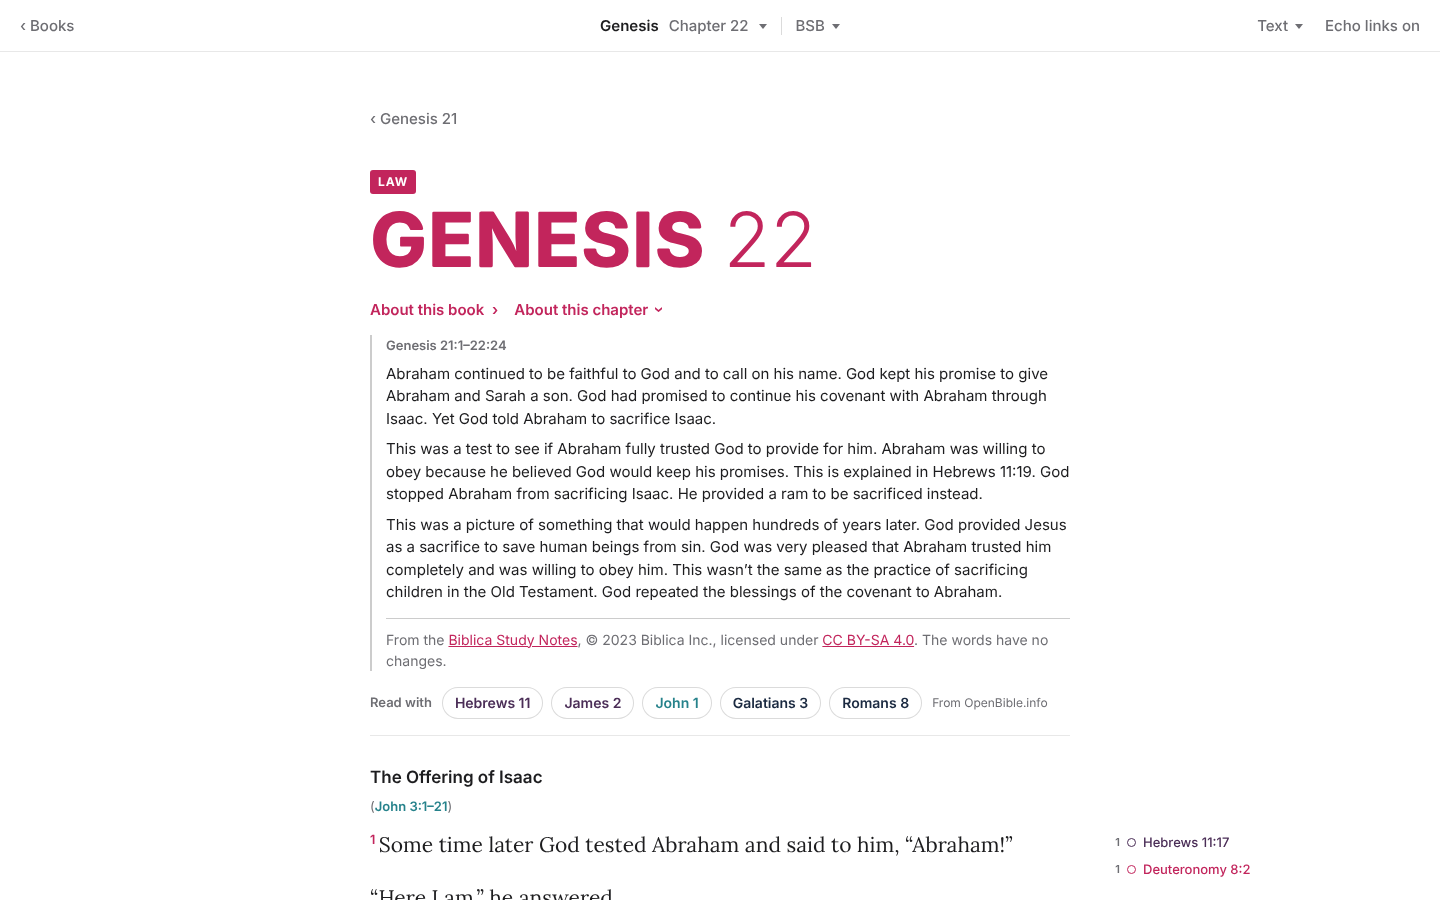 ‹ Books
Genesis Chapter 22
BSB
Text
Echo links on
‹ Genesis 21
LAW
GENESIS 22
About this book ›
About this chapter
Genesis 21:1–22:24
Abraham continued to be faithful to God and to call on his name. God kept his promise to give
Abraham and Sarah a son. God had promised to continue his covenant with Abraham through
Isaac. Yet God told Abraham to sacrifice Isaac.
This was a test to see if Abraham fully trusted God to provide for him. Abraham was willing to
obey because he believed God would keep his promises. This is explained in Hebrews 11:19. God
stopped Abraham from sacrificing Isaac. He provided a ram to be sacrificed instead.
This was a picture of something that would happen hundreds of years later. God provided Jesus
as a sacrifice to save human beings from sin. God was very pleased that Abraham trusted him
completely and was willing to obey him. This wasn’t the same as the practice of sacrificing
children in the Old Testament. God repeated the blessings of the covenant to Abraham.
From the Biblica Study Notes, © 2023 Biblica Inc., licensed under CC BY-SA 4.0. The words have no
changes.
Read with Hebrews 11 James 2 John 1 Galatians 3 Romans 8 From OpenBible.info
The Offering of Isaac
(John 3:1–21)
1 Some time later God tested Abraham and said to him, “Abraham!”
1 Hebrews 11:17
1 Deuteronomy 8:2
“Here I am,” he answered.